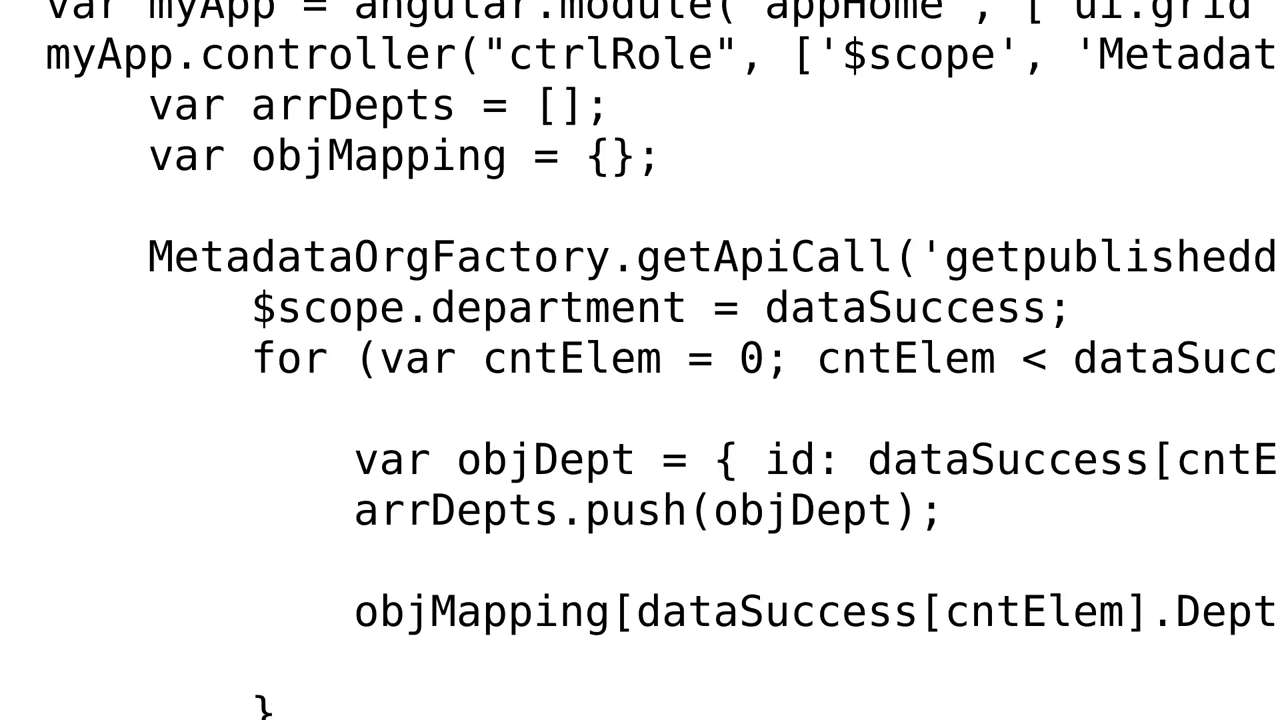 var myApp = angular.module( appHome , [ ui.grid
myApp.controller("ctrlRole", ['$scope', 'Metadat
var arrDepts = [];
var objMapping = {};
MetadataOrgFactory.getApiCall('getpublishedd
$scope.department = dataSuccess;
for (var cntElem = 0; cntElem < dataSucc
var objDept = { id: dataSuccess[cntE
arrDepts.push(objDept);
objMapping[dataSuccess[cntElem].Dept
}